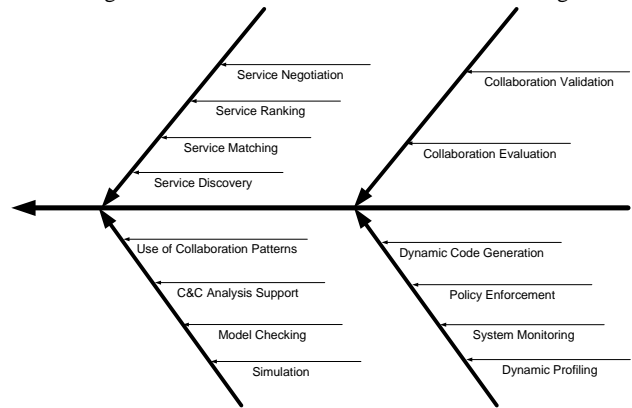 Service Negotiation
Collaboration Validation
Service Ranking
Service Matching
Collaboration Evaluation
Service Discovery
Use of Collaboration Patterns
Dynamic Code Generation
C&C Analysis Support
Policy Enforcement
Model Checking
System Monitoring
Simulation
Dynamic Profiling